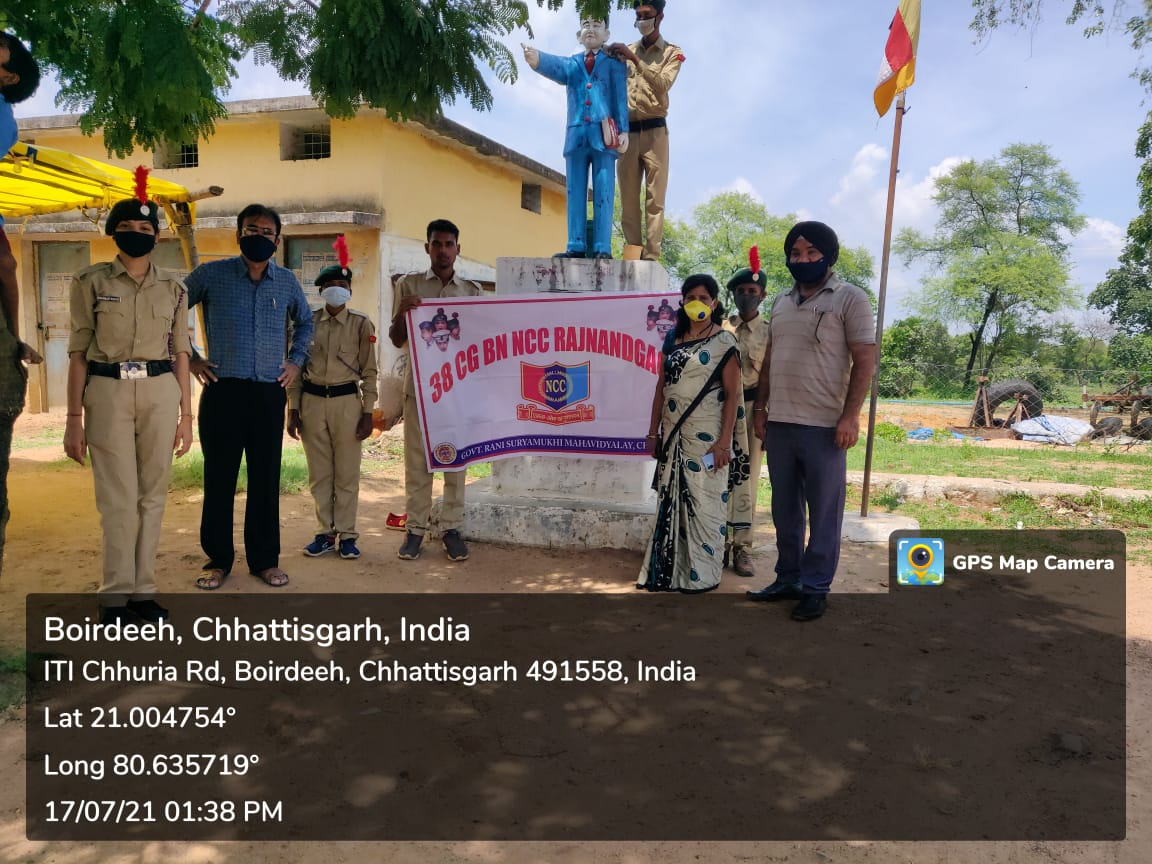 38 CG BN NCC RAJNANDGA
NCC
GOVT. RANI SURYAMUKHI MAHAVIDYALAY, C
GPS Map Camera
Boirdeeh, Chhattisgarh, India
ITI Chhuria Rd, Boirdeeh, Chhattisgarh 491558, India
Lat 21.004754°
Long 80.635719°
17/07/21 01:38 PM